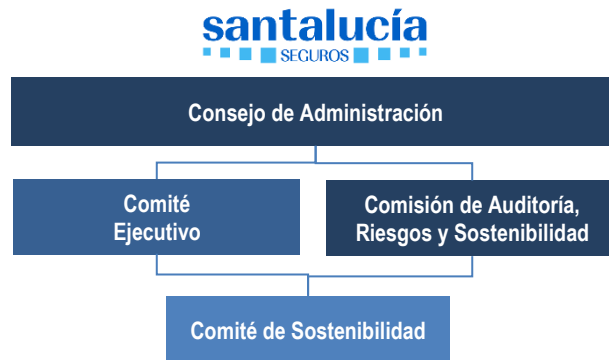 santalucía
SEGUROS
Consejo de Administración
Comité
Ejecutivo
Comisión de Auditoría,
Riesgos y Sostenibilidad
Comité de Sostenibilidad